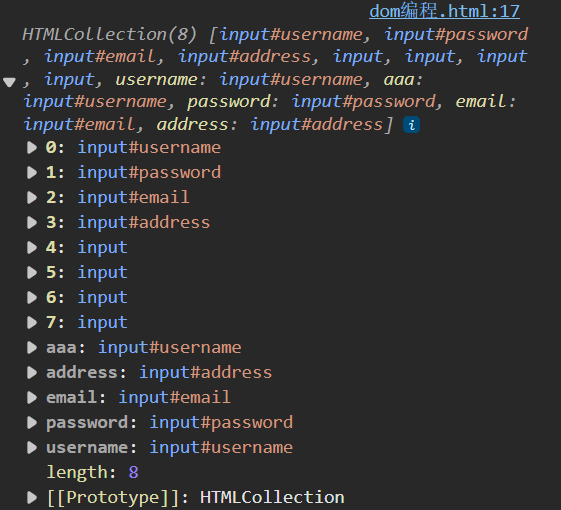 dom编程.html:17
HTMLCollection(8) [input#username, input#password
, input#email, input#address, input, input, input
, input, username: input#username, aaa:
input#username, password: input#password, email:
input#email, address: input#address] i
0: input#username
1: input#password
2: input#email
3: input#address
4: input
5: input
6: input
7: input
aaa: input#username
address: input#address
email: input#email
password: input#password
username: input#username
length: 8
[[Prototype]]: HTMLCollection